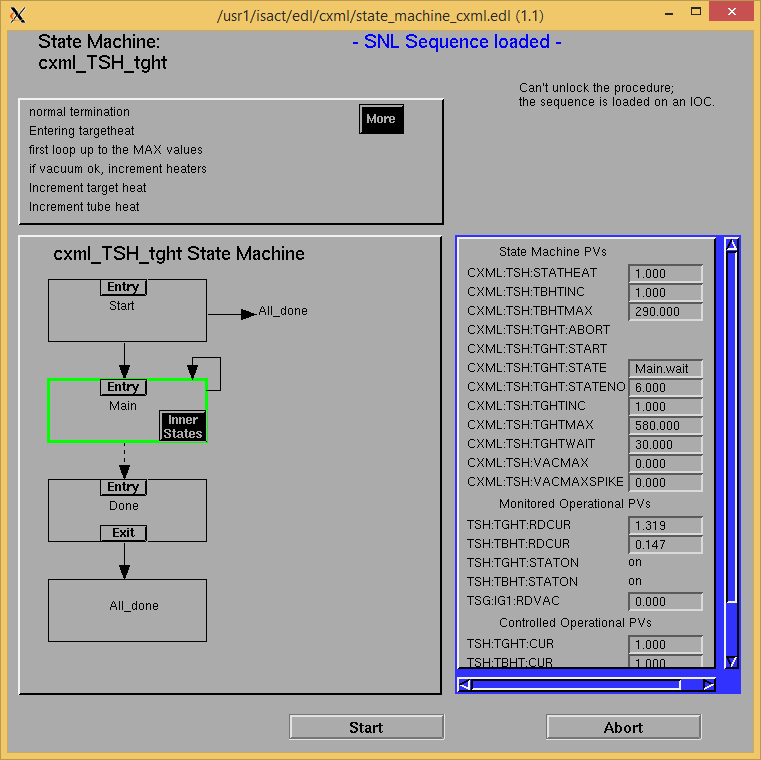 /usr1/isact/edl/cxml/state_machine_cxml.edl (1.1)
State Machine:
cxml_TSH_tght
- SNL Sequence loaded -
Can't unlock the procedure;
the sequence is loaded on an IOC.
normal termination
Entering targetheat
first loop up to the MAX values
if vacuum ok, increment heaters
Increment target heat
Increment tube heat
More
cxml_TSH_tght State Machine
Entry
Start
All_done
Entry
Main
Inner
States
Entry
Done
Exit
All_done
State Machine PVs
CXML:TSH:STATHEAT 1.000
CXML:TSH:TBHTINC 1.000
CXML:TSH:TBHTMAX 290.000
CXML:TSH:TGHT:ABORT
CXML:TSH:TGHT:START
CXML:TSH:TGHT:STATE Main.wait
CXML:TSH:TGHT:STATENO 6.000
CXML:TSH:TGHTINC 1.000
CXML:TSH:TGHTMAX 580.000
CXML:TSH:TGHTWAIT 30.000
CXML:TSH:VACMAX 0.000
CXML:TSH:VACMAXSPIKE 0.000
Monitored Operational PVs
TSH:TGHT:RDCUR 1.319
TSH:TBHT:RDCUR 0.147
TSH:TGHT:STATON on
TSH:TBHT:STATON on
TSG:IG1:RDVAC 0.000
Controlled Operational PVs
TSH:TGHT:CUR 1.000
TSH:TBHT:CUR 1.000
Start
Abort